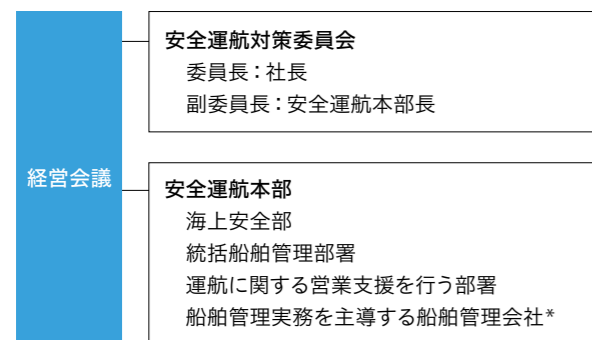 経営会議
安全運航対策委員会
委員長：社長
副委員長：安全運航本部長
安全運航本部
海上安全部
統括船舶管理部署
運航に関する営業支援を行う部署
船舶管理実務を主導する船舶管理会社*